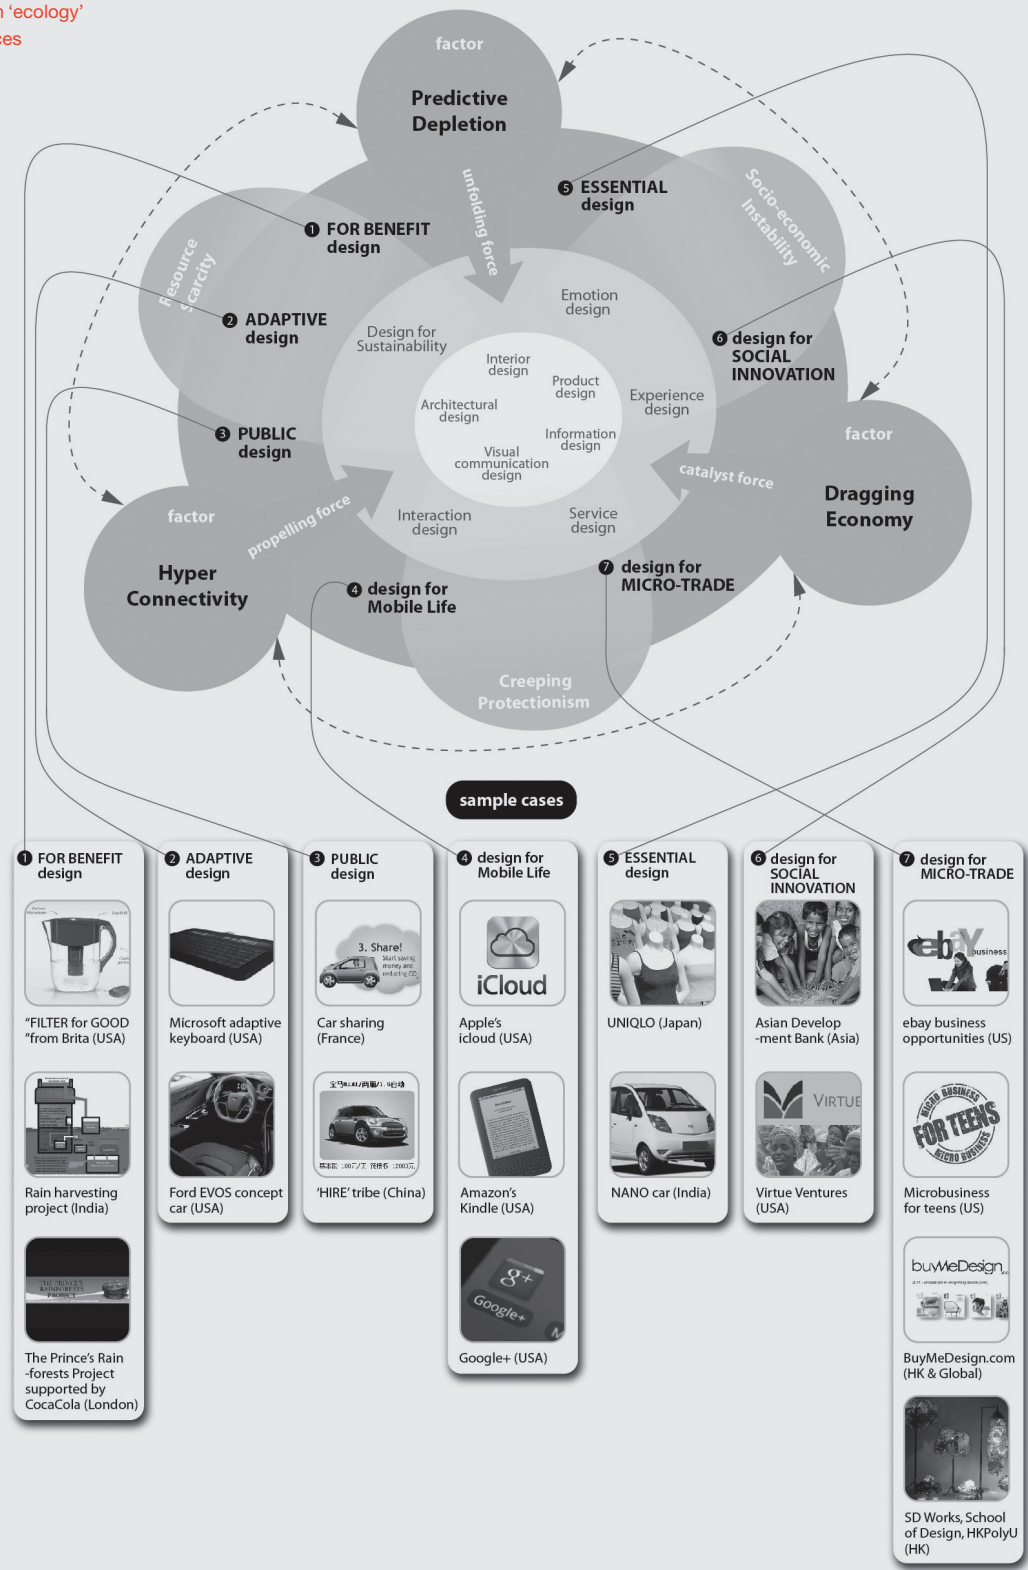 n ‘ecology’
ces
factor
Predictive
Depletion
unfolding force
5 ESSENTIAL
design
Socio-economic
Instability
1 FOR BENEFIT
design
Resource
scarcity
2 ADAPTIVE
design
Design for
Sustainability
Emotion
design
6 design for
SOCIAL
INNOVATION
Interior
design
Product
design
Architectural
design
Experience
design
Information
design
Visual
communication
design
3 PUBLIC
design
factor
Dragging
Economy
catalyst force
factor
Hyper
Connectivity
propelling force
Interaction
design
Service
design
4 design for
Mobile Life
7 design for
MICRO-TRADE
Creeping
Protectionism
sample cases
1 FOR BENEFIT
design
“FILTER for GOOD
”from Brita (USA)
Rain harvesting
project (India)
THE PRINCE'S
RAINFORESTS
PROJECT
The Prince’s Rain
-forests Project
supported by
CocaCola (London)
2 ADAPTIVE
design
Microsoft adaptive
keyboard (USA)
Ford EVOS concept
car (USA)
3 PUBLIC
design
3. Share!
Start saving
money and
reducing CO
Car sharing
(France)
‘HIRE’ tribe (China)
4 design for
Mobile Life
iCloud
Apple’s
icloud (USA)
Amazon’s
Kindle (USA)
g+
Google+
Google+ (USA)
5 ESSENTIAL
design
UNIQLO (Japan)
NANO car (India)
6 design for
SOCIAL
INNOVATION
Asian Develop
-ment Bank (Asia)
VIRTUE
Virtue Ventures
(USA)
7 design for
MICRO-TRADE
ebay
business
ebay business
opportunities (US)
MICRO BUSINESS
FOR TEENS
MICRO BUSINESS
Microbusiness
for teens (US)
buyMeDesign
BuyMeDesign.com
(HK & Global)
SD Works, School
of Design, HKPolyU
(HK)